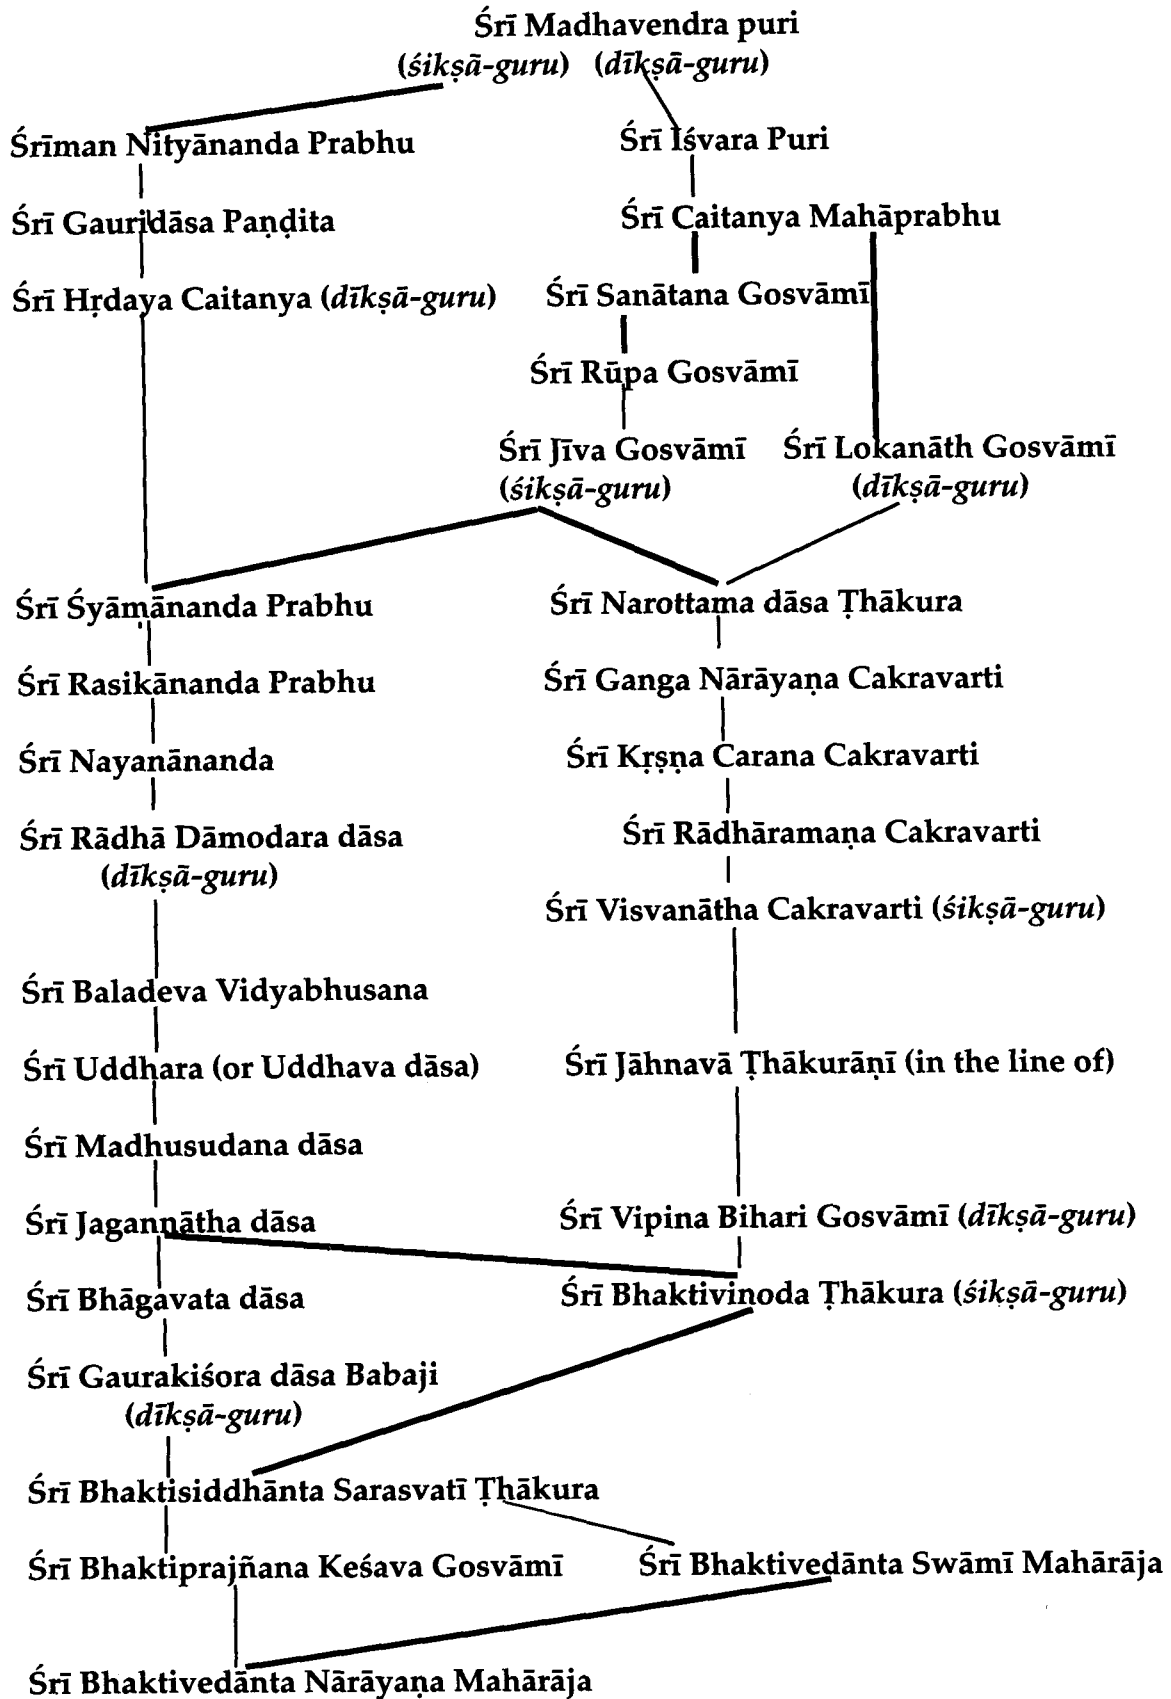 Śrī Madhavendra puri
(śikṣā-guru) (dīkṣā-guru)
Śrīman Nityānanda Prabhu
Śrī Iśvara Puri
Śrī Gauridāsa Paṇḍita
Śrī Caitanya Mahāprabhu
Śrī Hṛdaya Caitanya (dīkṣā-guru)
Śrī Sanātana Gosvāmī
Śrī Rūpa Gosvāmī
Śrī Jīva Gosvāmī
(śikṣā-guru)
Śrī Lokanāth Gosvāmī
(dīkṣā-guru)
Śrī Śyāmānanda Prabhu
Śrī Narottama dāsa Ṭhākura
Śrī Rasikānanda Prabhu
Śrī Ganga Nārāyaṇa Cakravarti
Śrī Nayanānanda
Śrī Kṛṣṇa Carana Cakravarti
Śrī Rādhā Dāmodara dāsa
(dīkṣā-guru)
Śrī Rādhāramaṇa Cakravarti
Śrī Visvanātha Cakravarti (śikṣā-guru)
Śrī Baladeva Vidyabhusana
Śrī Uddhara (or Uddhava dāsa)
Śrī Jāhnavā Ṭhākurāṇī (in the line of)
Śrī Madhusudana dāsa
Śrī Jagannātha dāsa
Śrī Vipina Bihari Gosvāmī (dīkṣā-guru)
Śrī Bhāgavata dāsa
Śrī Bhaktivinoda Ṭhākura (śikṣā-guru)
Śrī Gaurakiśora dāsa Babaji
(dīkṣā-guru)
Śrī Bhaktisiddhānta Sarasvatī Ṭhākura
Śrī Bhaktiprajñana Keśava Gosvāmī
Śrī Bhaktivedānta Swāmī Mahārāja
Śrī Bhaktivedānta Nārāyaṇa Mahārāja